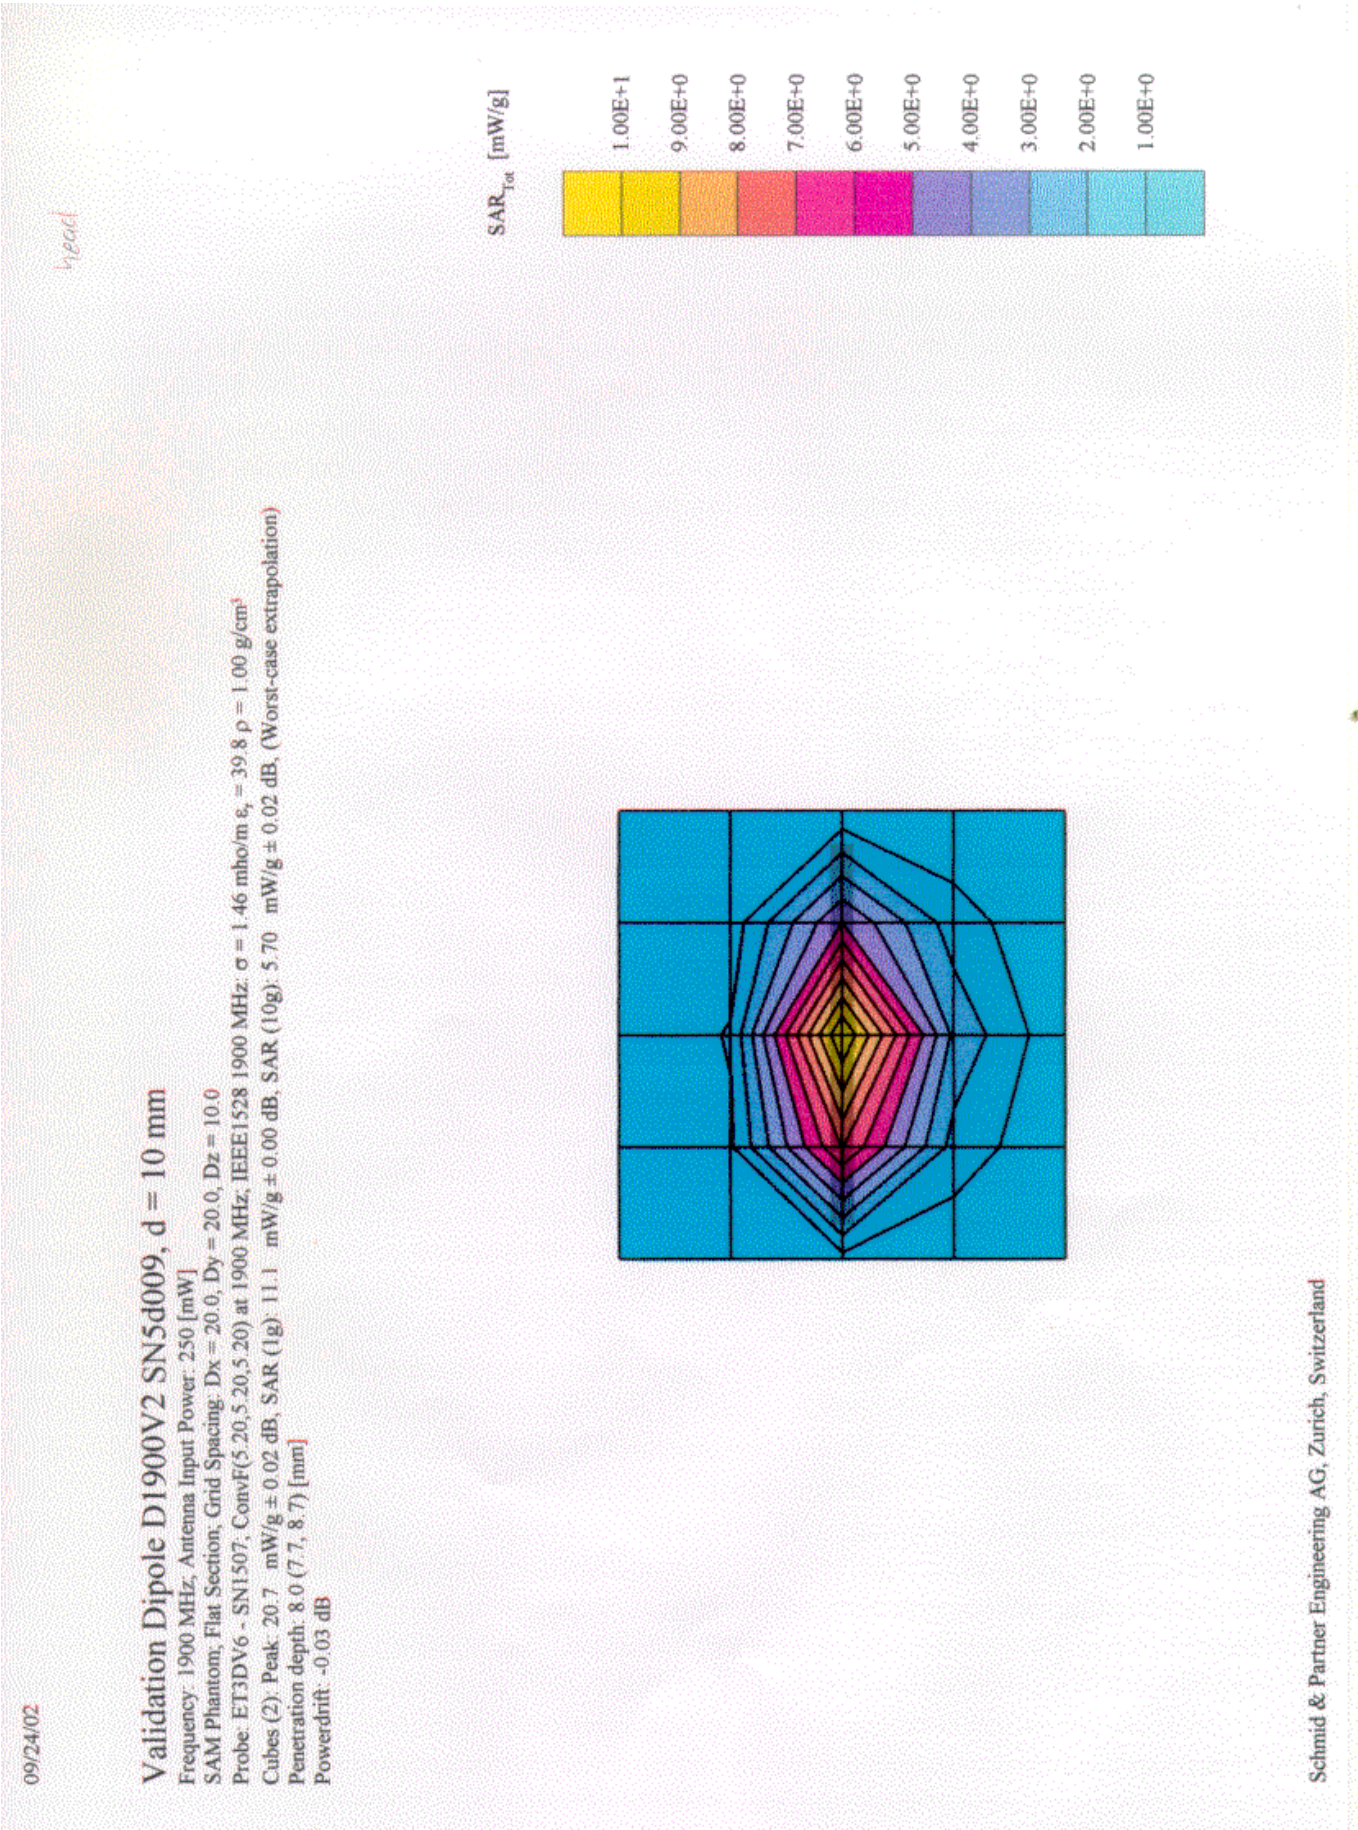 09/24/02
head
Validation Dipole D1900V2 SN5d009, d = 10 mm
Frequency: 1900 MHz; Antenna Input Power: 250 [mW]
SAM Phantom; Flat Section; Grid Spacing: Dx = 20.0, Dy = 20.0, Dz = 10.0
Probe: ET3DV6 - SN1507; ConvF(5.20,5.20,5.20) at 1900 MHz; IEEE1528 1900 MHz: σ = 1.46 mho/m εr = 39.8 ρ = 1.00 g/cm³
Cubes (2): Peak: 20.7 mW/g ± 0.02 dB, SAR (1g): 11.1 mW/g ± 0.00 dB, SAR (10g): 5.70 mW/g ± 0.02 dB, (Worst-case extrapolation)
Penetration depth: 8.0 (7.7, 8.7) [mm]
Powerdrift: -0.03 dB
SARTot [mW/g]
1.00E+1
9.00E+0
8.00E+0
7.00E+0
6.00E+0
5.00E+0
4.00E+0
3.00E+0
2.00E+0
1.00E+0
Schmid & Partner Engineering AG, Zurich, Switzerland